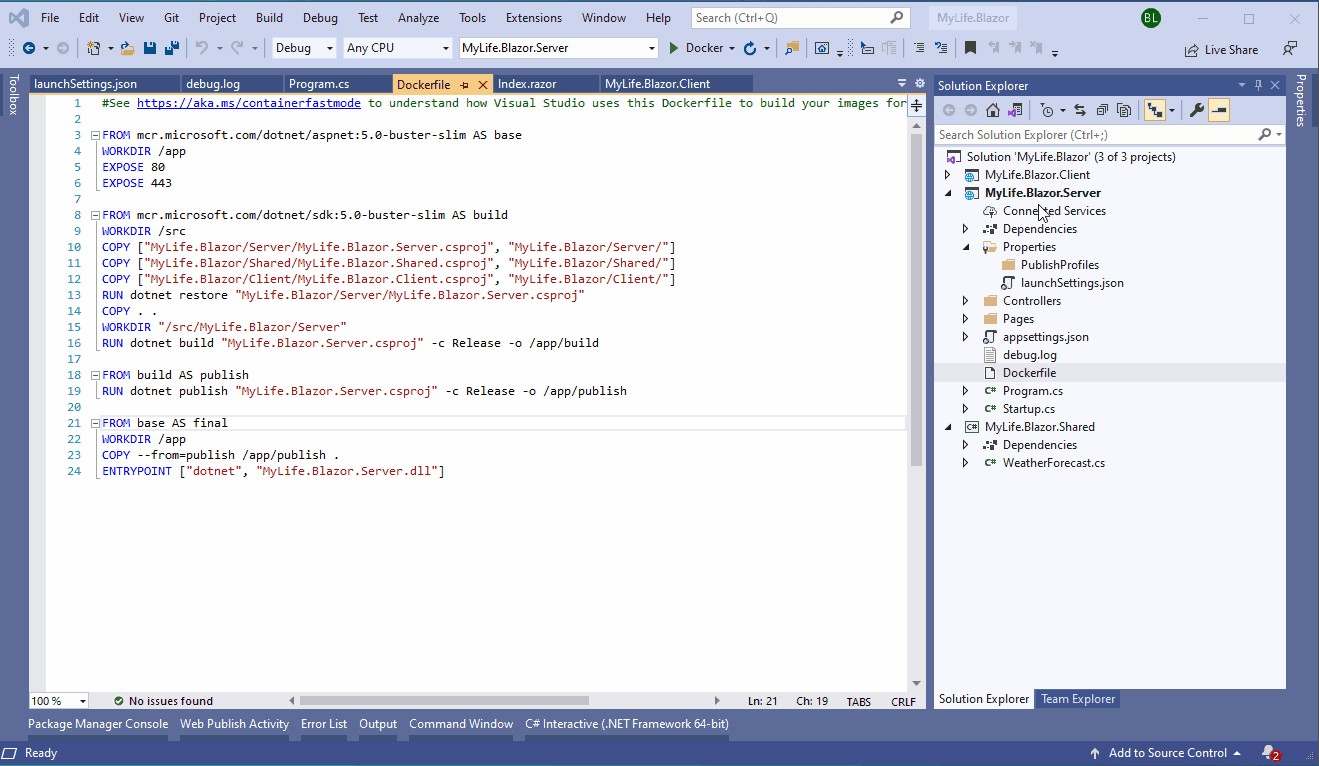 File Edit View Git Project Build Debug Test Analyze Tools Extensions Window Help Search (Ctrl+Q) MyLife.Blazor BL
Debug Any CPU MyLife.Blazor.Server Docker Live Share
Toolbox
launchSettings.json debug.log Program.cs Dockerfile Index.razor MyLife.Blazor.Client
1 #See https://aka.ms/containerfastmode to understand how Visual Studio uses this Dockerfile to build your images for
2
3 FROM mcr.microsoft.com/dotnet/aspnet:5.0-buster-slim AS base
4 WORKDIR /app
5 EXPOSE 80
6 EXPOSE 443
7
8 FROM mcr.microsoft.com/dotnet/sdk:5.0-buster-slim AS build
9 WORKDIR /src
10 COPY ["MyLife.Blazor/Server/MyLife.Blazor.Server.csproj", "MyLife.Blazor/Server/"]
11 COPY ["MyLife.Blazor/Shared/MyLife.Blazor.Shared.csproj", "MyLife.Blazor/Shared/"]
12 COPY ["MyLife.Blazor/Client/MyLife.Blazor.Client.csproj", "MyLife.Blazor/Client/"]
13 RUN dotnet restore "MyLife.Blazor/Server/MyLife.Blazor.Server.csproj"
14 COPY . .
15 WORKDIR "/src/MyLife.Blazor/Server"
16 RUN dotnet build "MyLife.Blazor.Server.csproj" -c Release -o /app/build
17
18 FROM build AS publish
19 RUN dotnet publish "MyLife.Blazor.Server.csproj" -c Release -o /app/publish
20
21 FROM base AS final
22 WORKDIR /app
23 COPY --from=publish /app/publish .
24 ENTRYPOINT ["dotnet", "MyLife.Blazor.Server.dll"]
100 % No issues found Ln: 21 Ch: 19 TABS CRLF
Solution Explorer
Search Solution Explorer (Ctrl+;)
Solution 'MyLife.Blazor' (3 of 3 projects)
MyLife.Blazor.Client
MyLife.Blazor.Server
Connected Services
Dependencies
Properties
PublishProfiles
launchSettings.json
Controllers
Pages
appsettings.json
debug.log
Dockerfile
C# Program.cs
C# Startup.cs
C# MyLife.Blazor.Shared
Dependencies
C# WeatherForecast.cs
Solution Explorer Team Explorer
Properties
Package Manager Console Web Publish Activity Error List Output Command Window C# Interactive (.NET Framework 64-bit)
Ready Add to Source Control 2